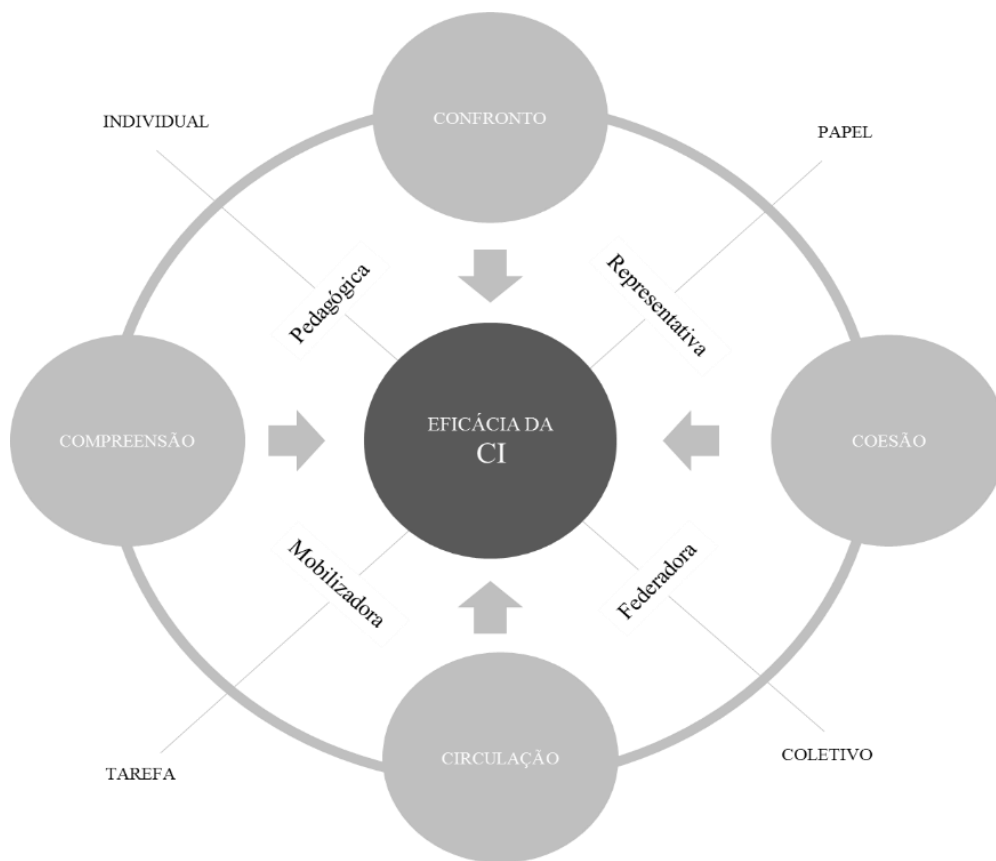 CONFRONTO
INDIVIDUAL
PAPEL
Pedagógica
Representativa
COMPREENSÃO
EFICÁCIA DA
CI
COESÃO
Mobilizadora
Federadora
TAREFA
CIRCULAÇÃO
COLETIVO